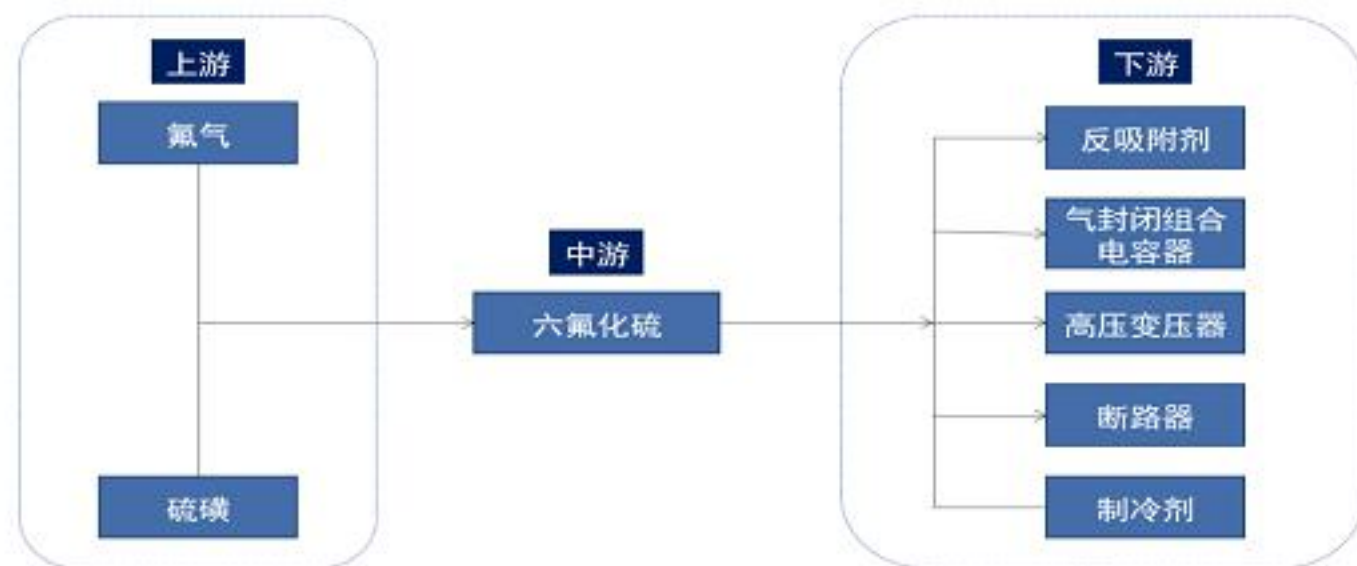 上游
氟气
硫磺
中游
六氟化硫
下游
反吸附剂
气封闭组合
电容器
高压变压器
断路器
制冷剂